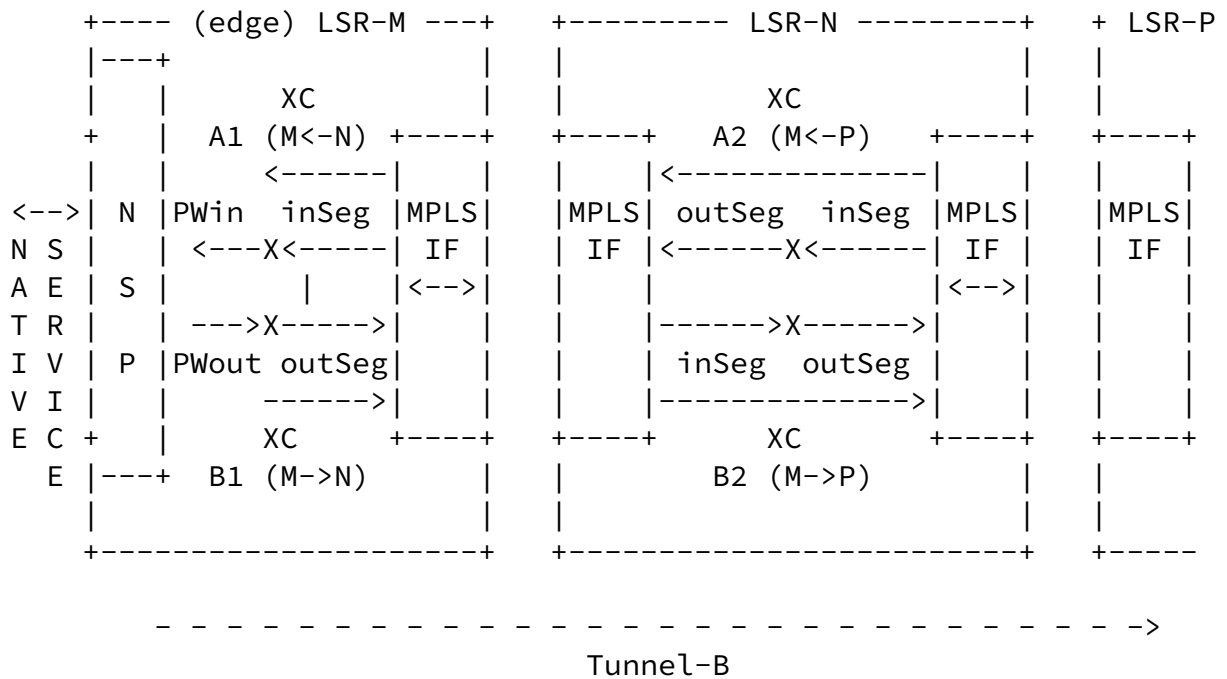 +---- (edge) LSR-M ---+    +--------- LSR-N ---------+   + LSR-P
|---+                 |    |                         |   |
|   |      XC         |    |           XC            |   |
+   |  A1 (M<-N) +----+    +----+   A2 (M<-P)   +----+   +----+
|   |     <------|    |    |    |<--------------|    |   |    |
<-->| N |PWin  inSeg |MPLS|    |MPLS| outSeg  inSeg |MPLS|   |MPLS|
N S |   | <---X<-----| IF |    | IF |<------X<------| IF |   | IF |
A E | S |       |    |<-->|    |    |               |<-->|   |    |
T R |   | --->X----->|    |    |    |------>X------>|    |   |    |
I V | P |PWout outSeg|    |    |    | inSeg  outSeg |    |   |    |
V I |   |     ------>|    |    |    |-------------->|    |   |    |
E C +   |     XC     +----+    +----+      XC       +----+   +----+
E |---+  B1 (M->N)      |    |        B2 (M->P)        |   |
|                     |    |                         |   |
+---------------------+    +-------------------------+   +-----
- - - - - - - - - - - - - - - - - - - - - - - - - - - ->
Tunnel-B